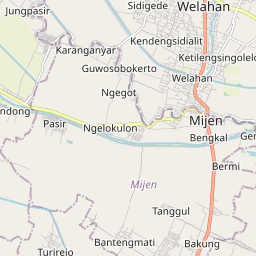 Sidigede
Welahan
Jungpasir
Kendengsidialit
Karanganyar
Ketilengsingolelo
Guwosobokerto
Welahan
Ngegot
ndong
Pasir
Ngelokulon
Mijen
Bengkal
Ge
Bermi
Mijen
Tanggul
Bantengmati
Bakung
Turirejo